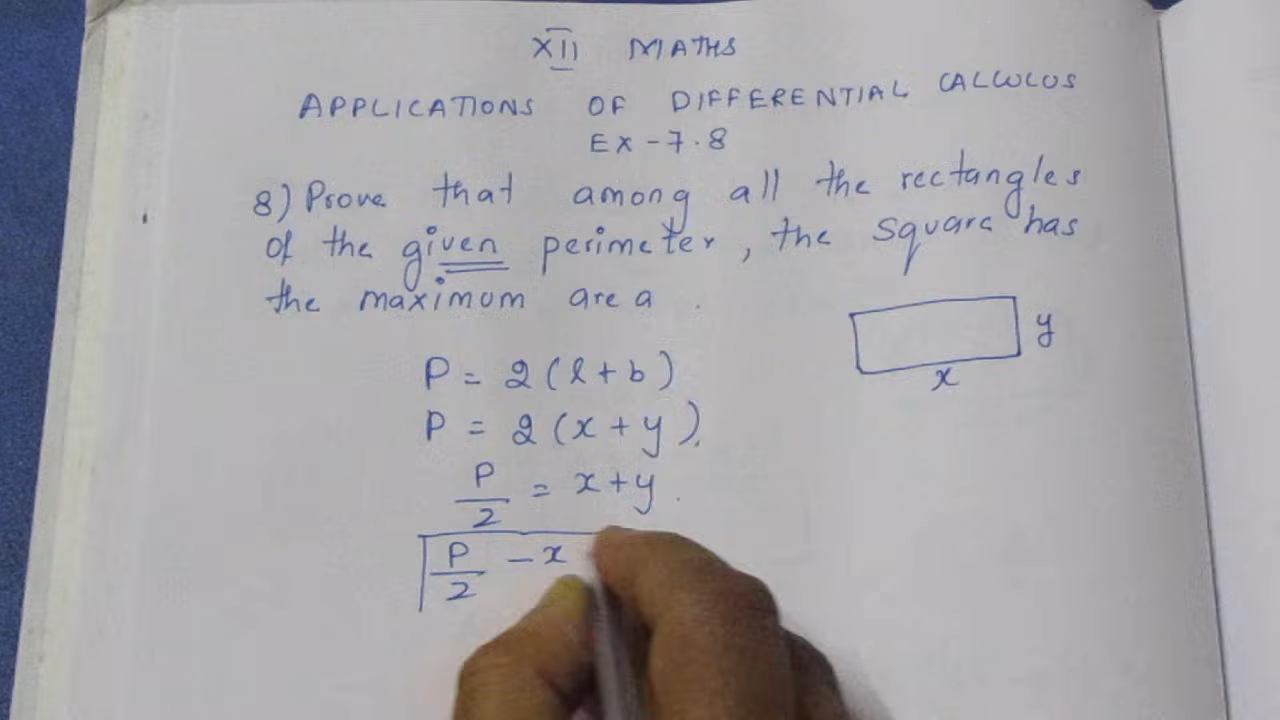 XII MATHS
APPLICATIONS OF DIFFERENTIAL CALCULUS
EX - 7.8
8) Prove that among all the rectangles
of the given perimeter, the square has
the maximum area.
y
x
P = 2(l+b)
P = 2(x+y).
P/2 = x+y.
P/2 - x